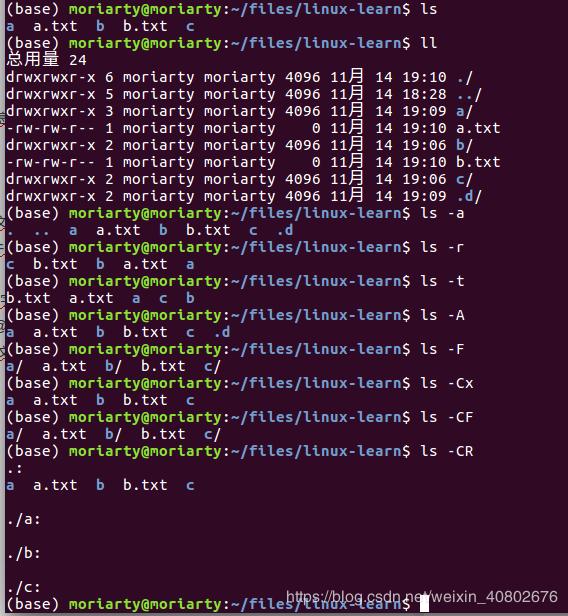 (base) moriarty@moriarty:~/files/linux-learn$ ls
a  a.txt  b  b.txt  c
(base) moriarty@moriarty:~/files/linux-learn$ ll
总用量 24
drwxrwxr-x 6 moriarty moriarty 4096 11月 14 19:10 ./
drwxrwxr-x 5 moriarty moriarty 4096 11月 14 18:28 ../
drwxrwxr-x 3 moriarty moriarty 4096 11月 14 19:09 a/
-rw-rw-r-- 1 moriarty moriarty    0 11月 14 19:10 a.txt
drwxrwxr-x 2 moriarty moriarty 4096 11月 14 19:06 b/
-rw-rw-r-- 1 moriarty moriarty    0 11月 14 19:10 b.txt
drwxrwxr-x 2 moriarty moriarty 4096 11月 14 19:06 c/
drwxrwxr-x 2 moriarty moriarty 4096 11月 14 19:09 .d/
(base) moriarty@moriarty:~/files/linux-learn$ ls -a
.  ..  a  a.txt  b  b.txt  c  .d
(base) moriarty@moriarty:~/files/linux-learn$ ls -r
c  b.txt  b  a.txt  a
(base) moriarty@moriarty:~/files/linux-learn$ ls -t
b.txt  a.txt  a  c  b
(base) moriarty@moriarty:~/files/linux-learn$ ls -A
a  a.txt  b  b.txt  c  .d
(base) moriarty@moriarty:~/files/linux-learn$ ls -F
a/  a.txt  b/  b.txt  c/
(base) moriarty@moriarty:~/files/linux-learn$ ls -Cx
a  a.txt  b  b.txt  c
(base) moriarty@moriarty:~/files/linux-learn$ ls -CF
a/  a.txt  b/  b.txt  c/
(base) moriarty@moriarty:~/files/linux-learn$ ls -CR
.:
a  a.txt  b  b.txt  c
./a:
./b:
./c:
(base) moriarty@moriarty:~/files/linux-learn$
https://blog.csdn.net/weixin_40802676